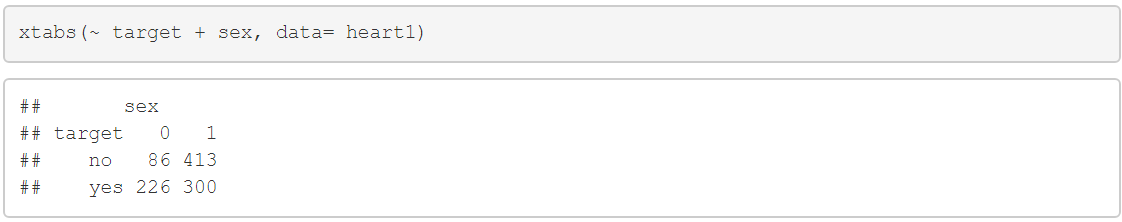 xtabs(~ target + sex, data= heart1)
##       sex
## target   0   1
##    no   86 413
##    yes 226 300